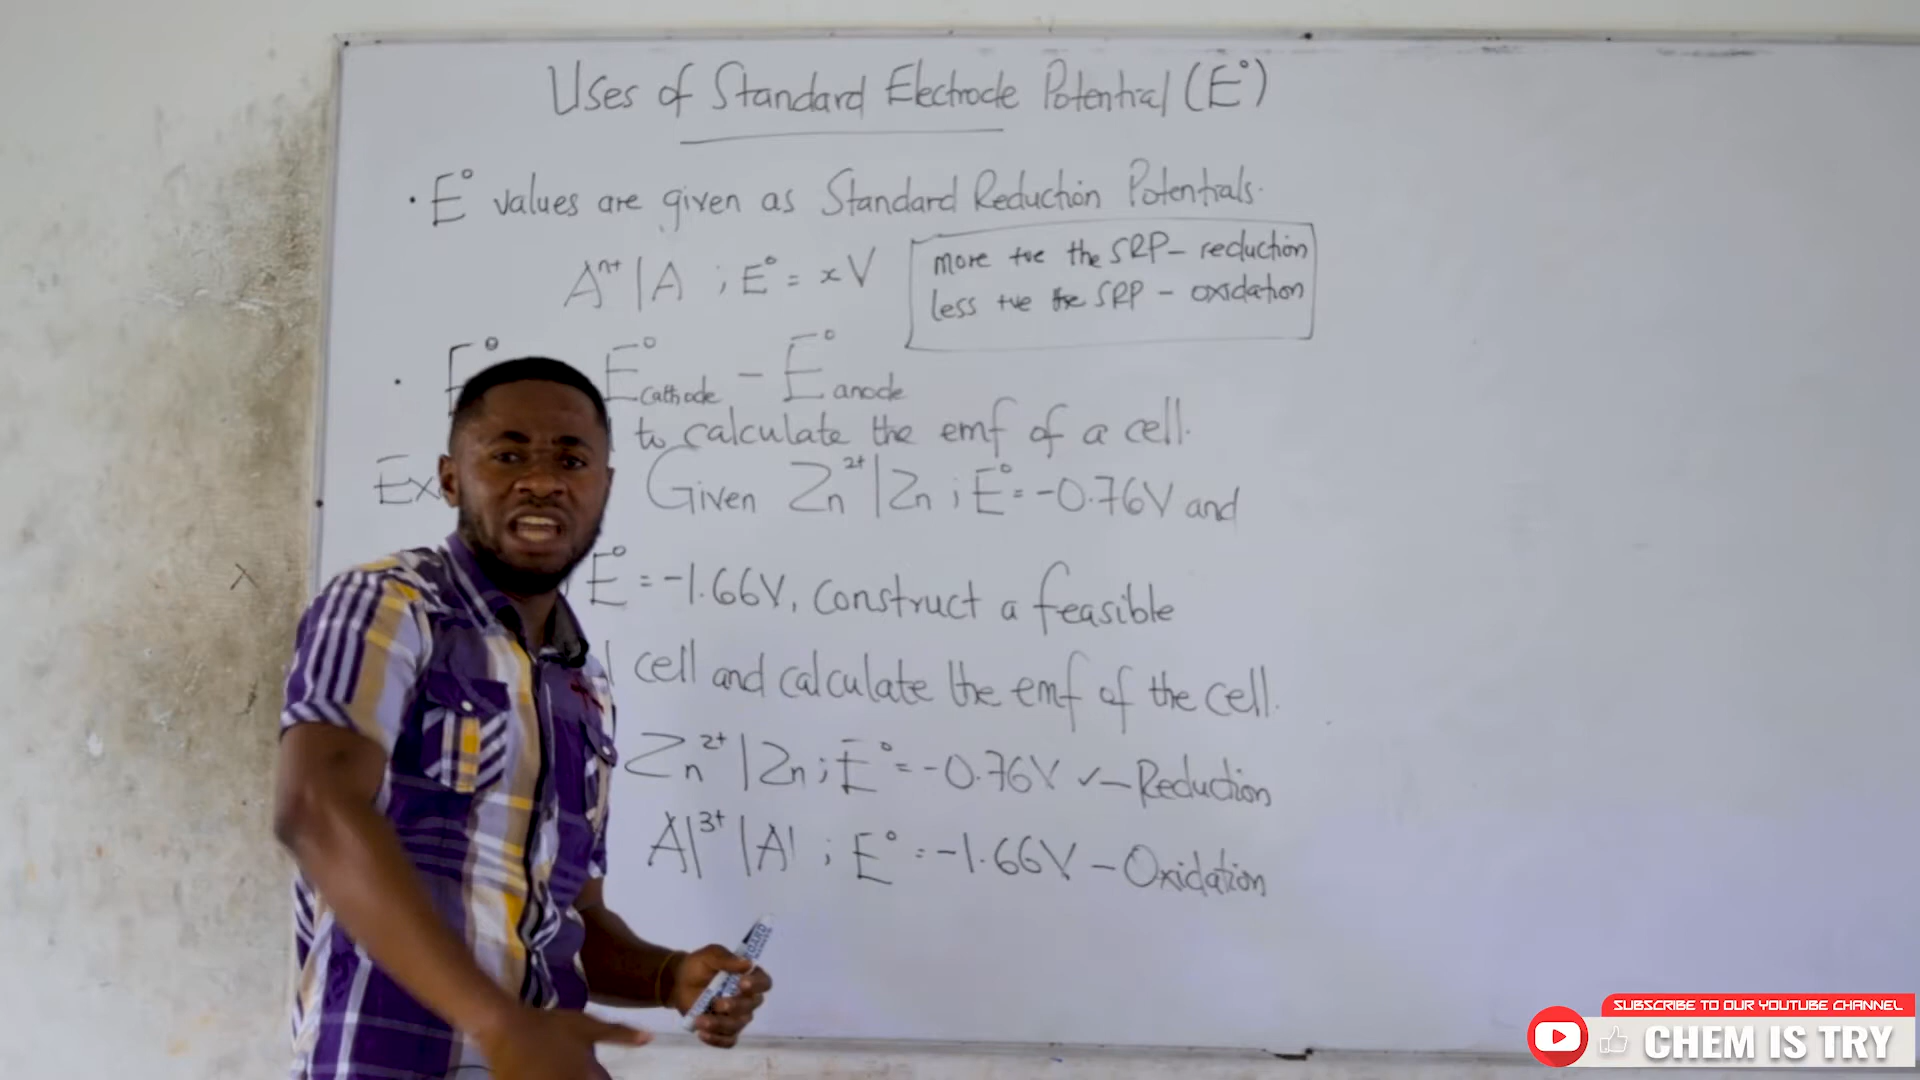 Uses of Standard Electrode Potential (E°)
• E° values are given as Standard Reduction Potentials.
Aⁿ⁺ | A ; E° = x V
more +ve the SRP – reduction
less +ve the SRP – oxidation
• E° E°cathode – E°anode
to calculate the emf of a cell.
Given Zn²⁺ | Zn ; E° = -0.76V and
E° = -1.66V, construct a feasible
cell and calculate the emf of the cell.
Zn²⁺ | Zn ; E° = -0.76V ✓ – Reduction
Al³⁺ | Al ; E° = -1.66V – Oxidation
SUBSCRIBE TO OUR YOUTUBE CHANNEL
CHEM IS TRY